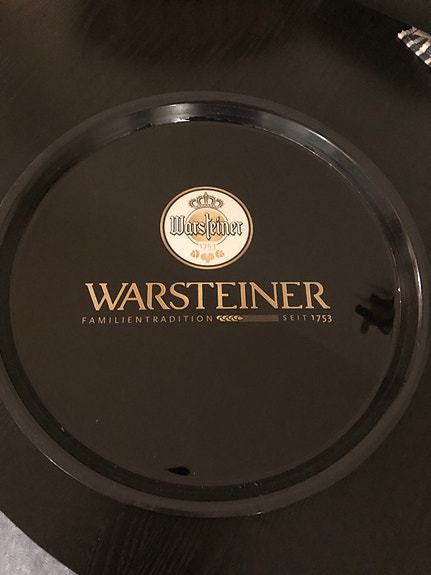 Warsteiner
1753
WARSTEINER
FAMILIENTRADITION SEIT 1753